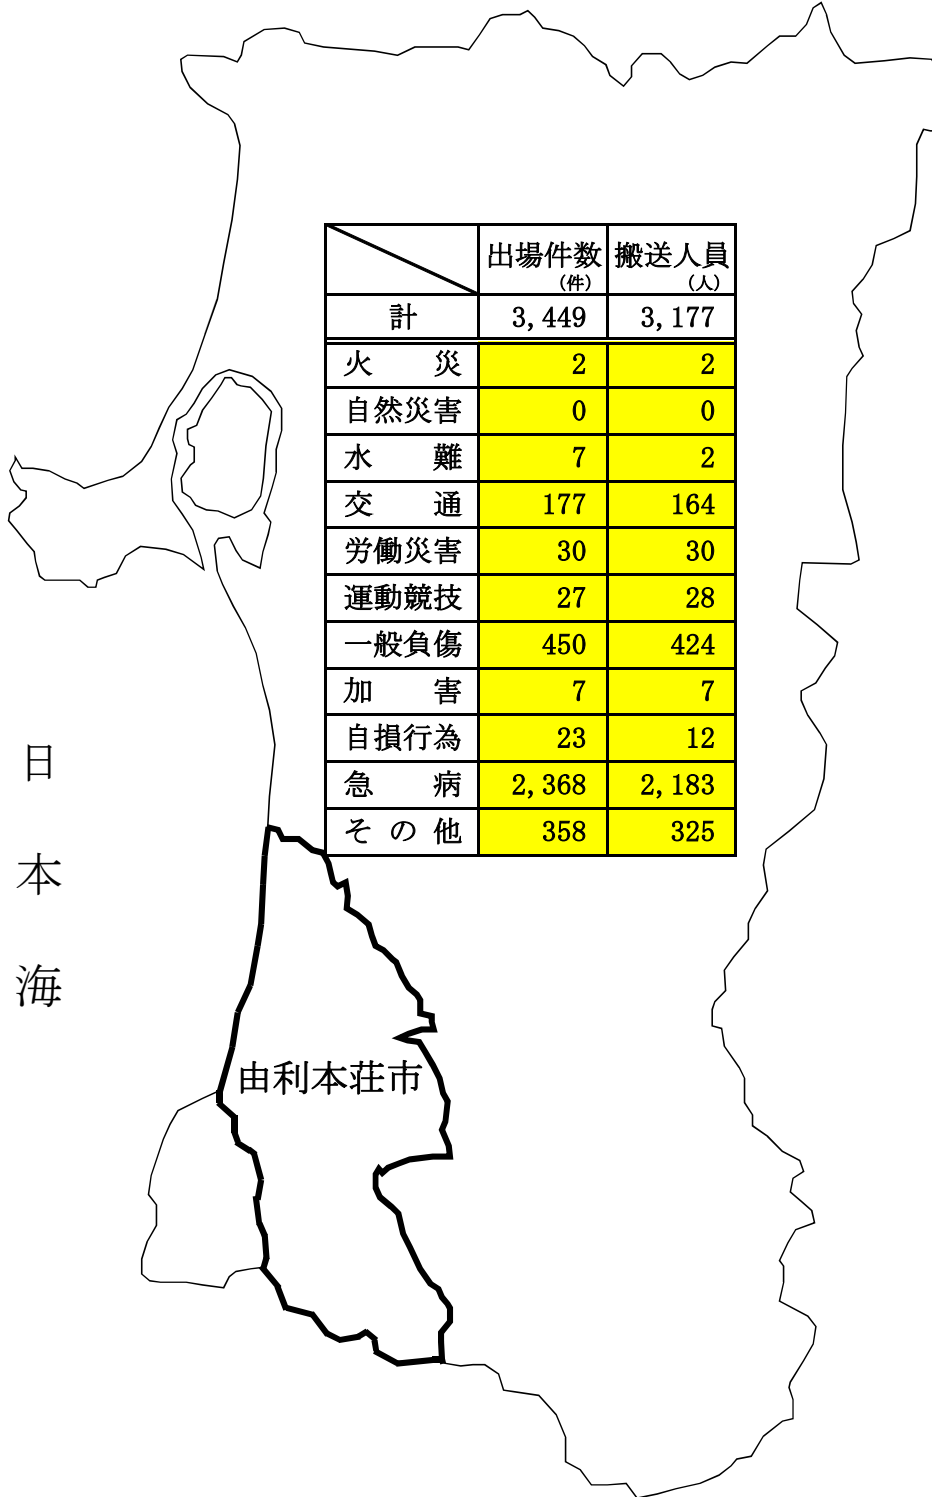 出場件数 搬送人員
(件) (人)
計 3,449 3,177
火災 2 2
自然災害 0 0
水難 7 2
交通 177 164
労働災害 30 30
運動競技 27 28
一般負傷 450 424
加害 7 7
自損行為 23 12
急病 2,368 2,183
その他 358 325
日本海
由利本荘市